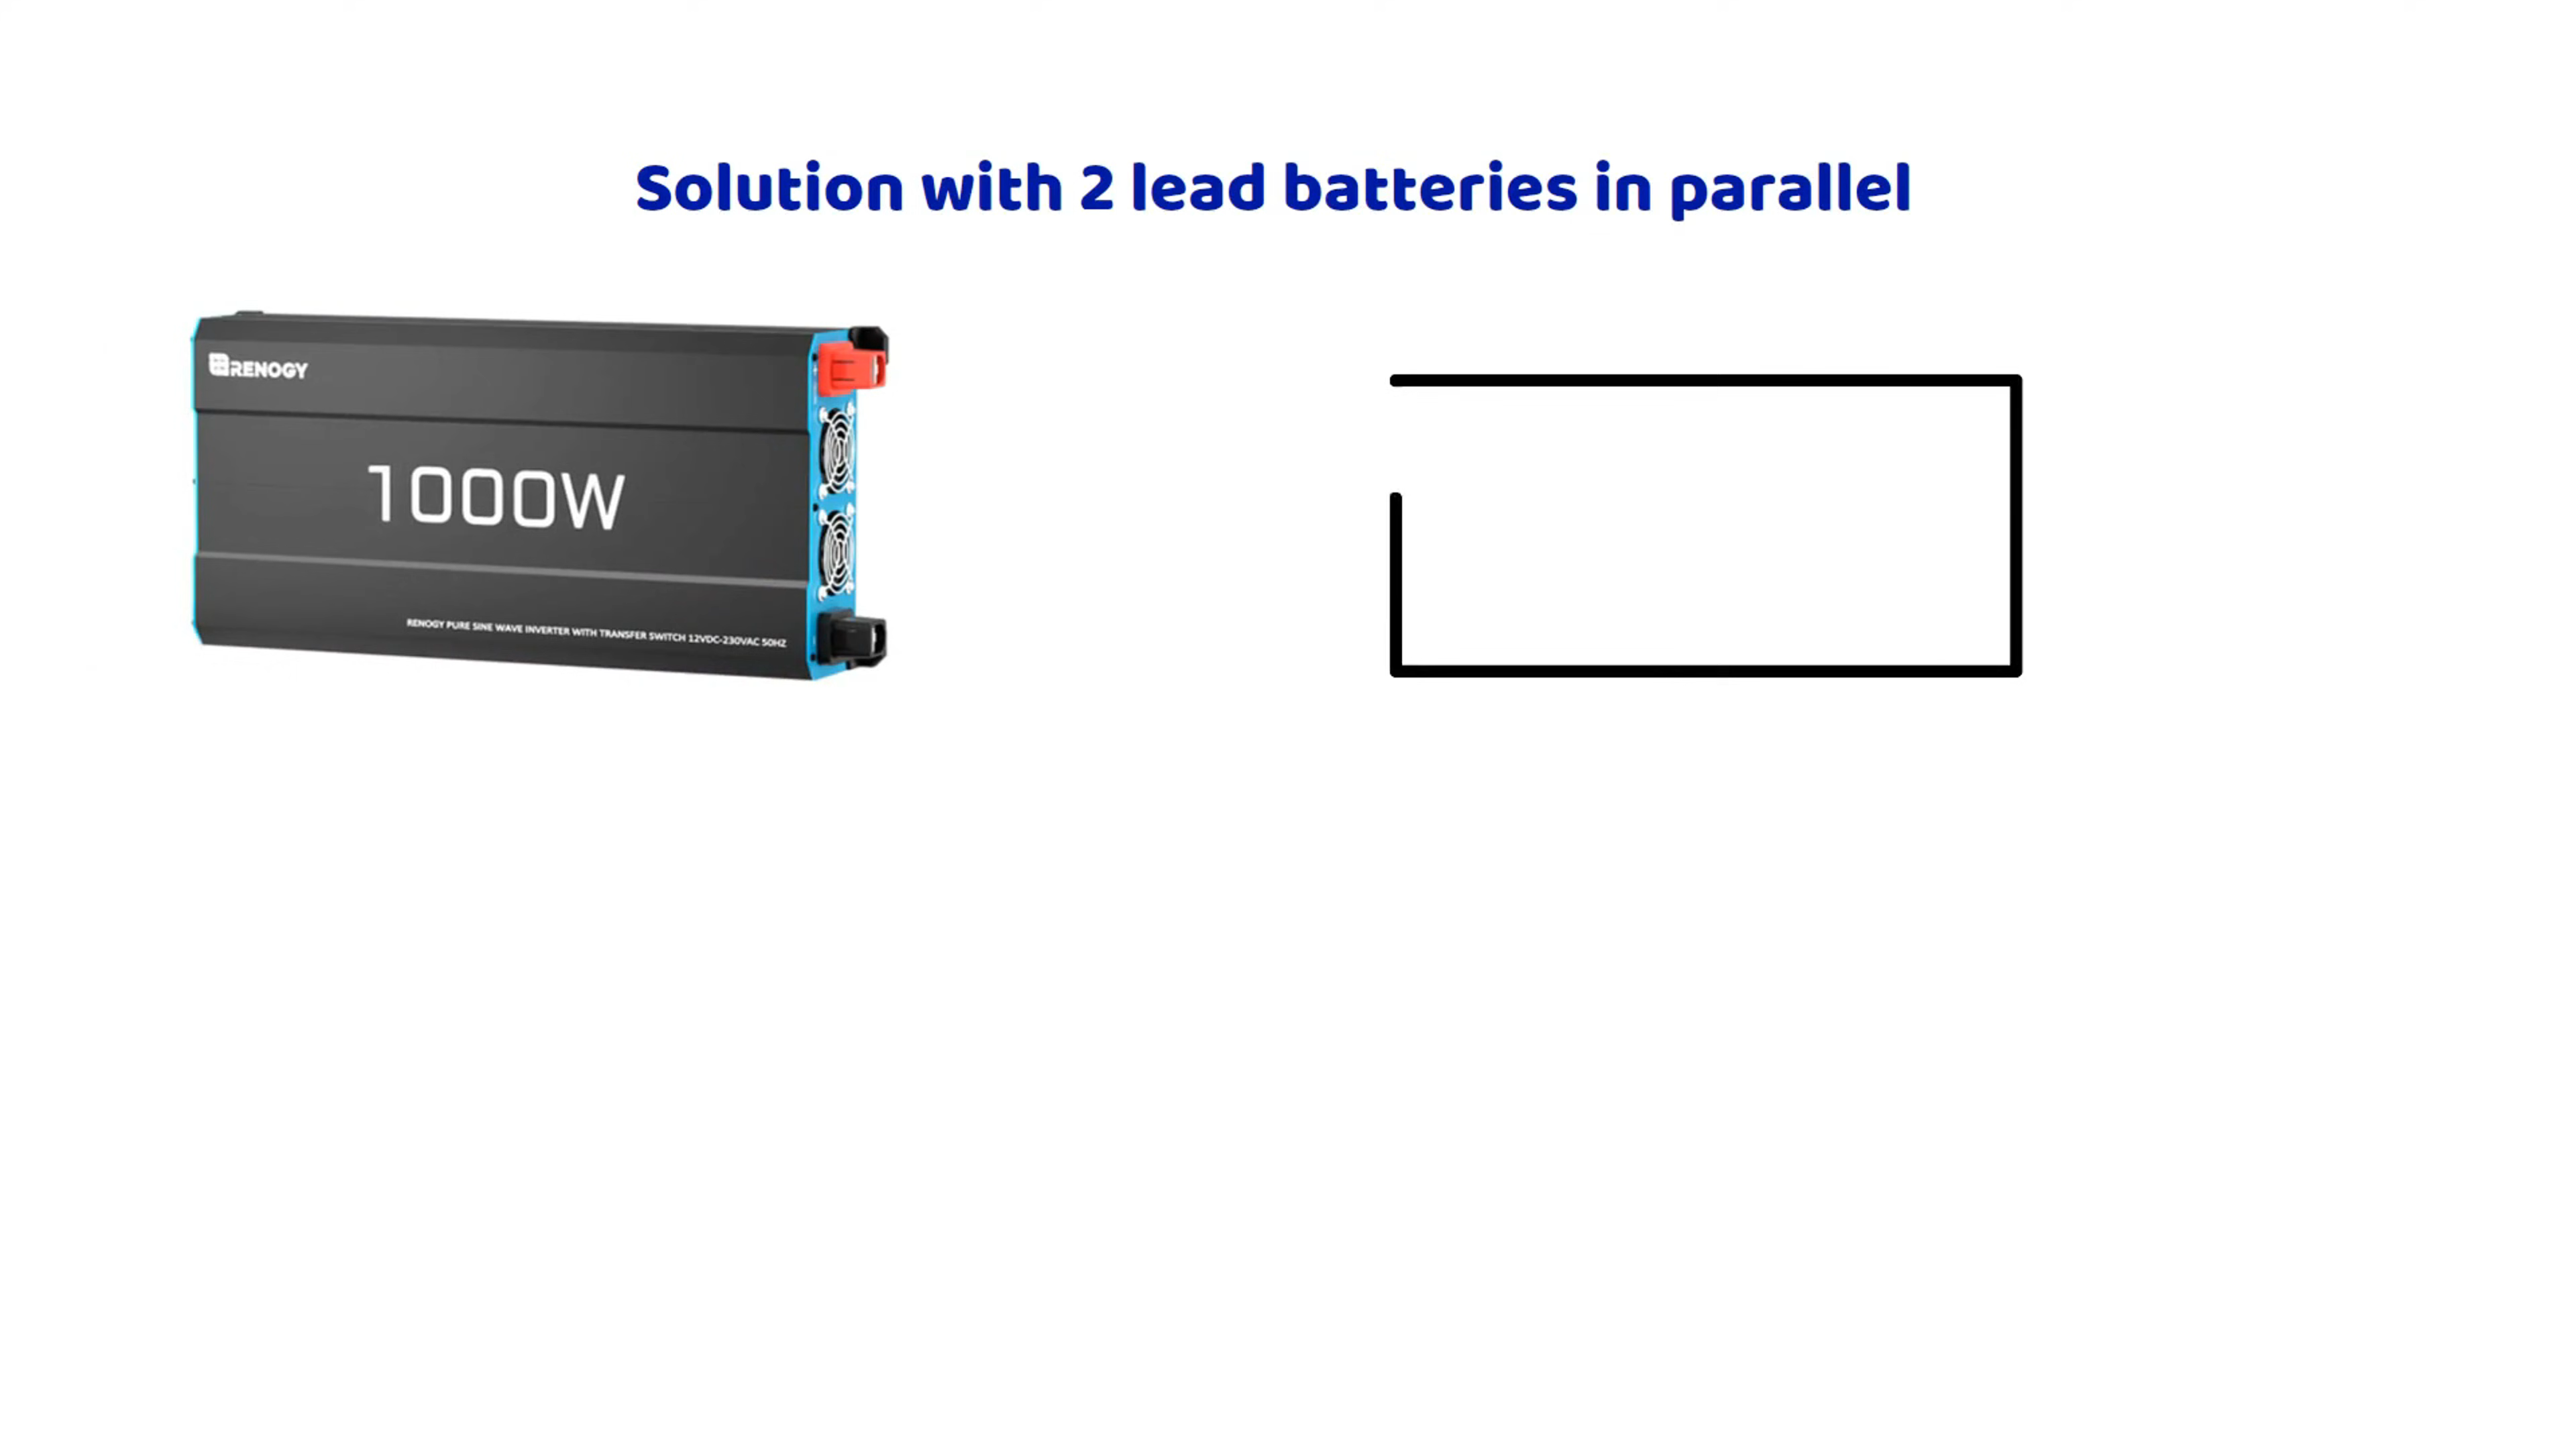 Solution with 2 lead batteries in parallel
RENOGY
1000W
RENOGY PURE SINE WAVE INVERTER WITH TRANSFER SWITCH 12VDC-230VAC 50HZ